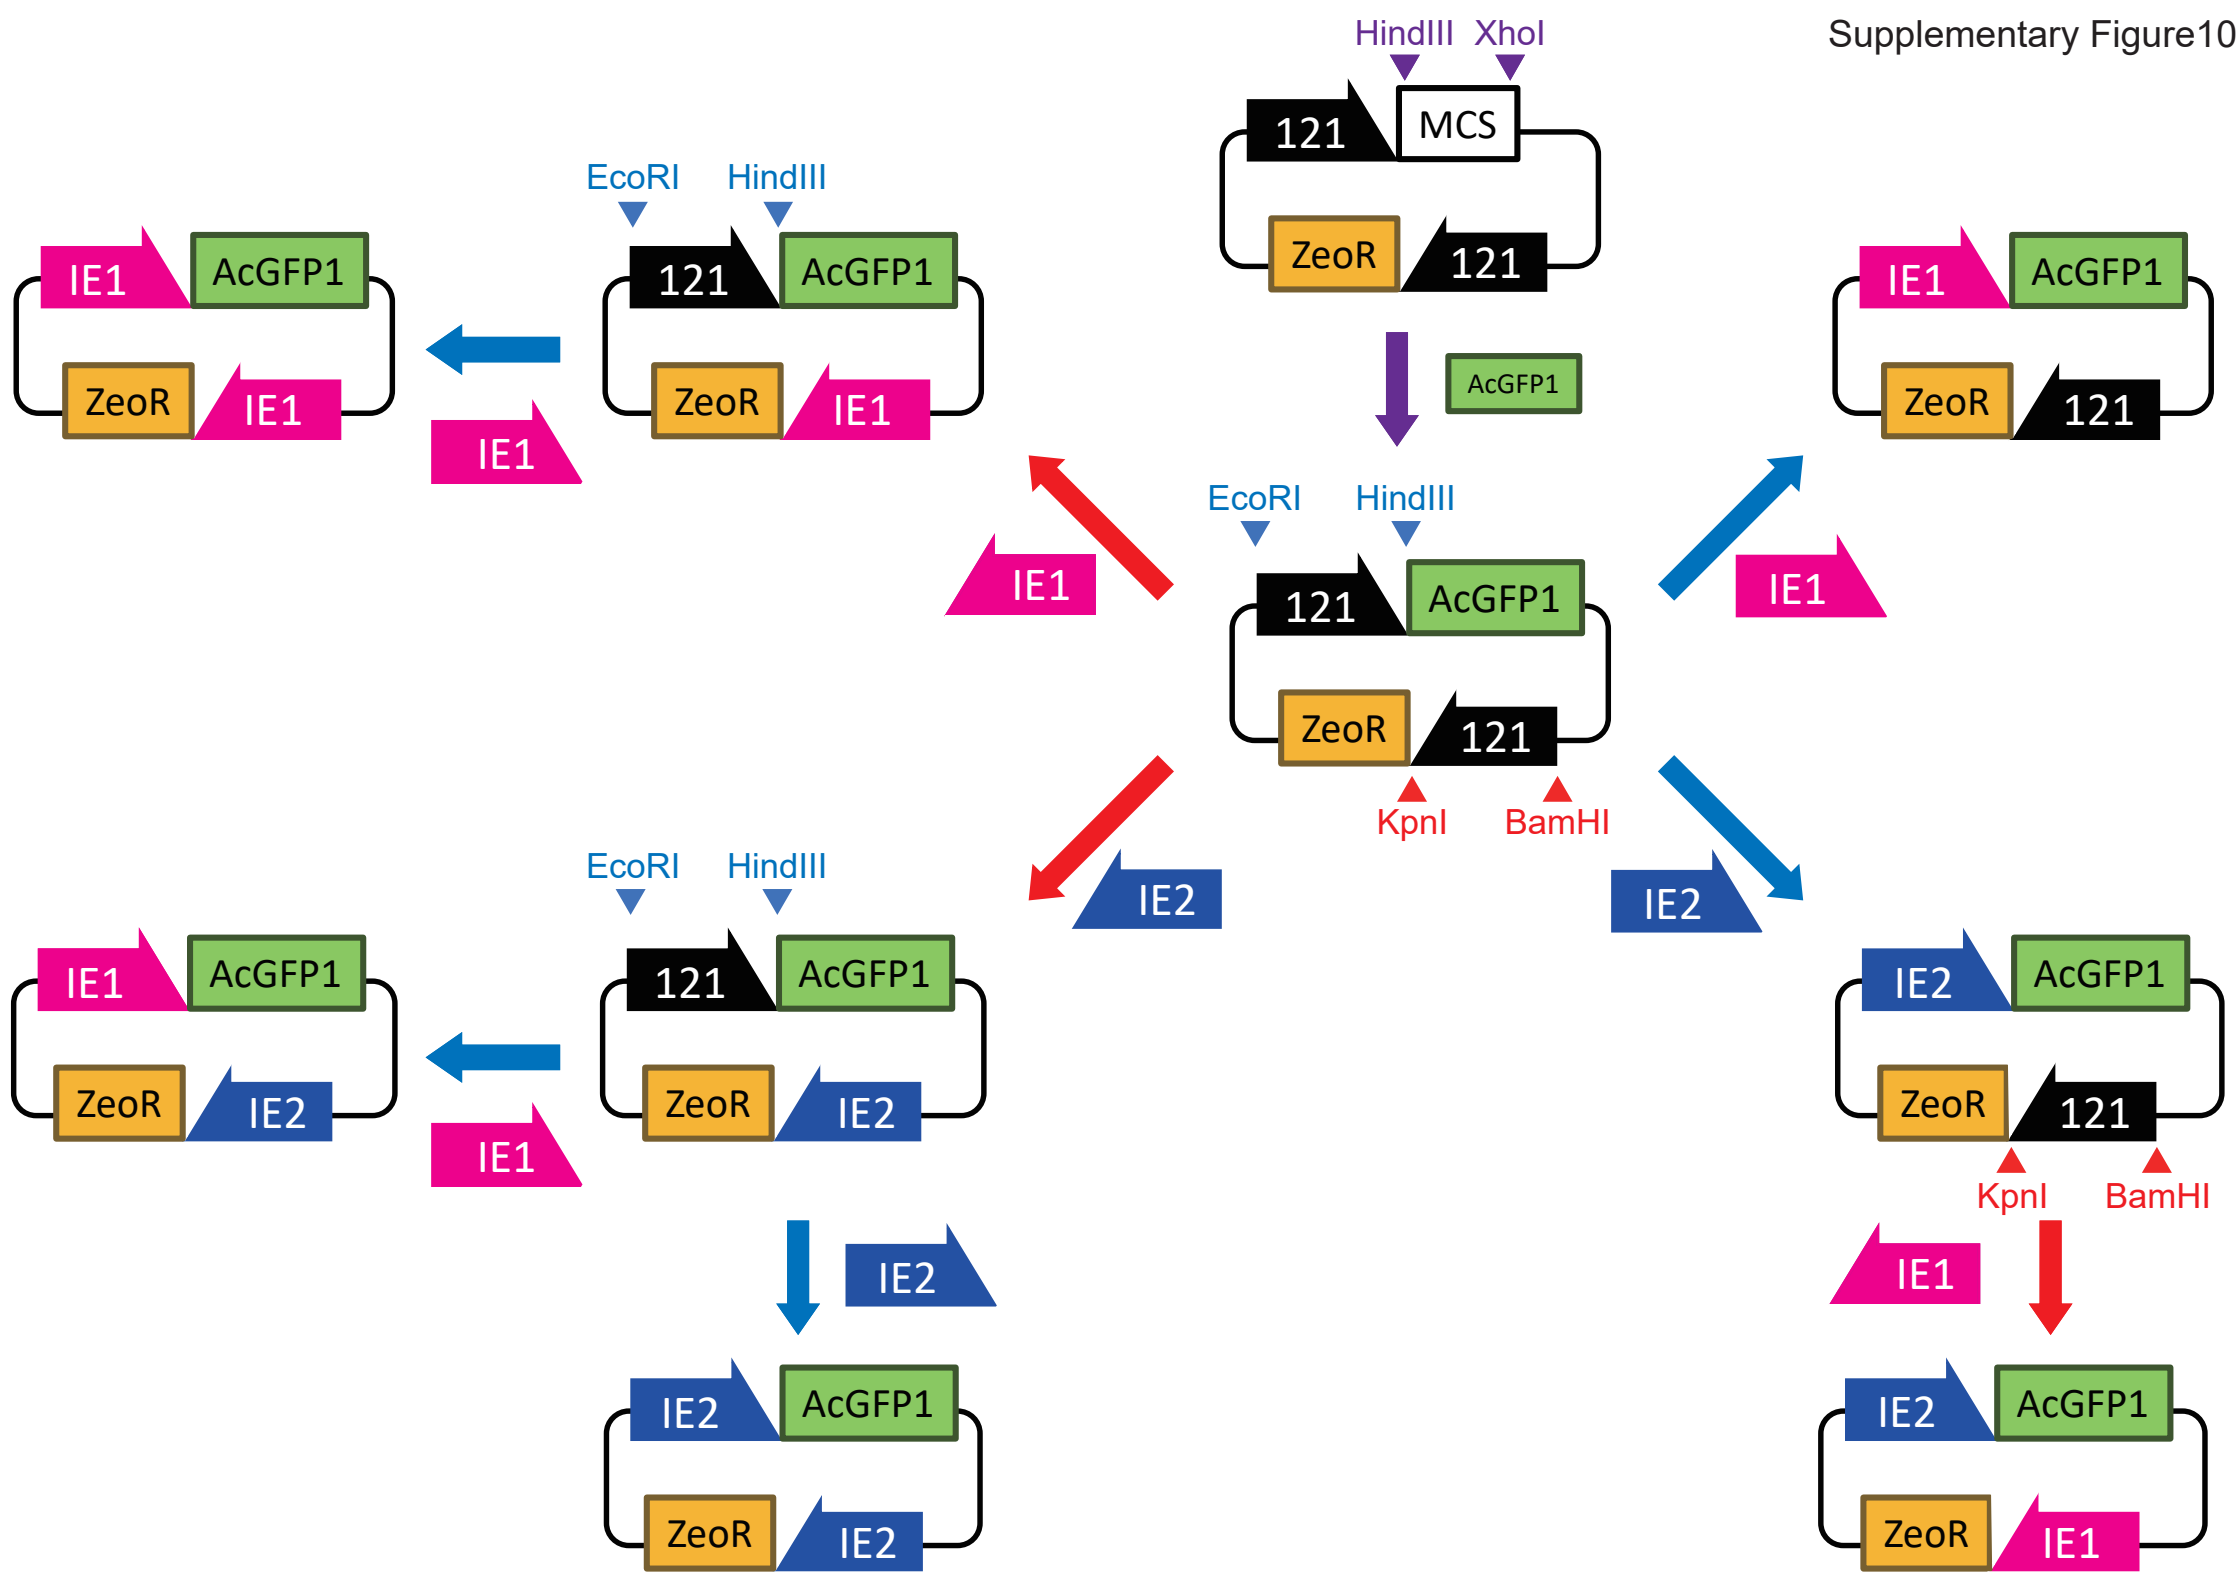 Supplementary Figure10
HindIII XhoI
121 MCS
ZeoR 121
AcGFP1
EcoRI HindIII
IE1 AcGFP1
ZeoR IE1
IE1
121 AcGFP1
ZeoR IE1
IE1
IE1 AcGFP1
ZeoR 121
IE1
EcoRI HindIII
121 AcGFP1
ZeoR 121
KpnI BamHI
IE2
IE2
EcoRI HindIII
IE1 AcGFP1
ZeoR IE2
IE1
121 AcGFP1
ZeoR IE2
IE2
IE2 AcGFP1
ZeoR IE2
IE2 AcGFP1
ZeoR 121
KpnI BamHI
IE1
IE2 AcGFP1
ZeoR IE1